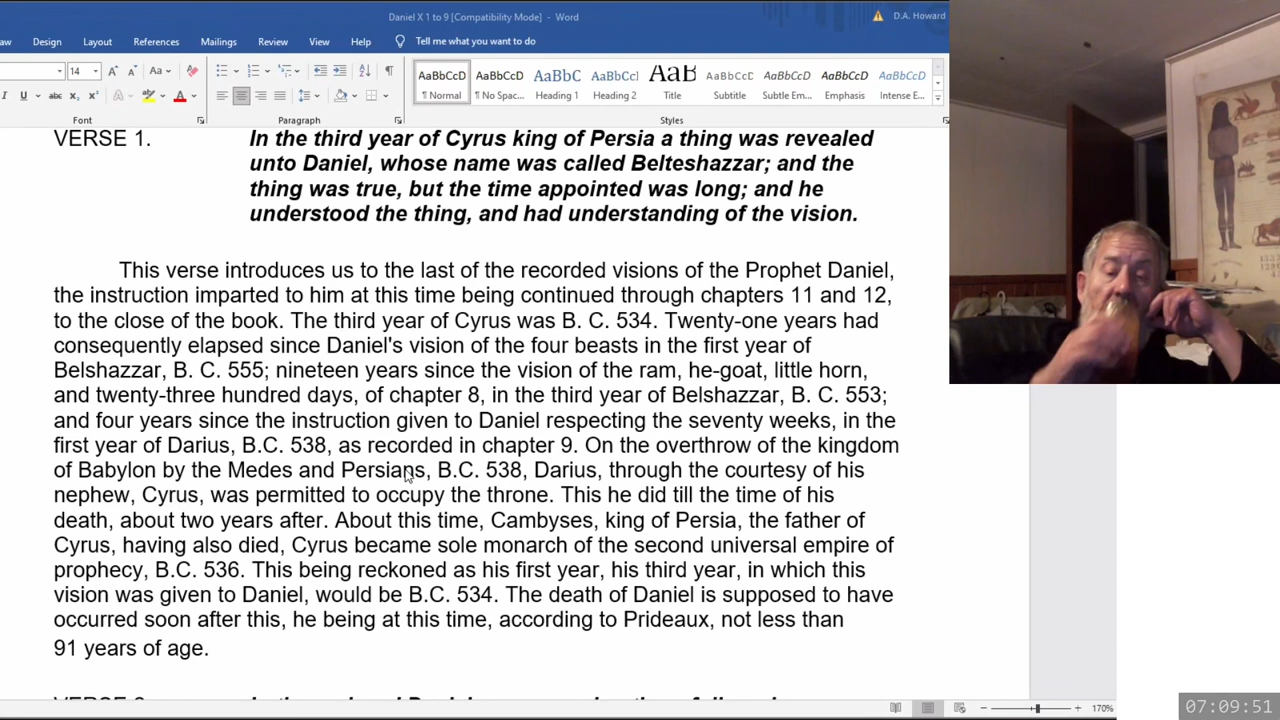 Daniel X 1 to 9 [Compatibility Mode] - Word
D.A. Howard
aw Design Layout References Mailings Review View Help Tell me what you want to do
14 Aa
AaBbCcD AaBbCcD AaBbC AaBbCcI AaB AaBbCcD AaBbCcD AaBbCcD AaBbCcD
I U abc X2 X2 A
¶ Normal ¶ No Spac... Heading 1 Heading 2 Title Subtitle Subtle Em... Emphasis Intense E...
Font Paragraph Styles
VERSE 1. In the third year of Cyrus king of Persia a thing was revealed
unto Daniel, whose name was called Belteshazzar; and the
thing was true, but the time appointed was long; and he
understood the thing, and had understanding of the vision.
This verse introduces us to the last of the recorded visions of the Prophet Daniel,
the instruction imparted to him at this time being continued through chapters 11 and 12,
to the close of the book. The third year of Cyrus was B. C. 534. Twenty-one years had
consequently elapsed since Daniel's vision of the four beasts in the first year of
Belshazzar, B. C. 555; nineteen years since the vision of the ram, he-goat, little horn,
and twenty-three hundred days, of chapter 8, in the third year of Belshazzar, B. C. 553;
and four years since the instruction given to Daniel respecting the seventy weeks, in the
first year of Darius, B.C. 538, as recorded in chapter 9. On the overthrow of the kingdom
of Babylon by the Medes and Persians, B.C. 538, Darius, through the courtesy of his
nephew, Cyrus, was permitted to occupy the throne. This he did till the time of his
death, about two years after. About this time, Cambyses, king of Persia, the father of
Cyrus, having also died, Cyrus became sole monarch of the second universal empire of
prophecy, B.C. 536. This being reckoned as his first year, his third year, in which this
vision was given to Daniel, would be B.C. 534. The death of Daniel is supposed to have
occurred soon after this, he being at this time, according to Prideaux, not less than
91 years of age.
170%
07:09:51